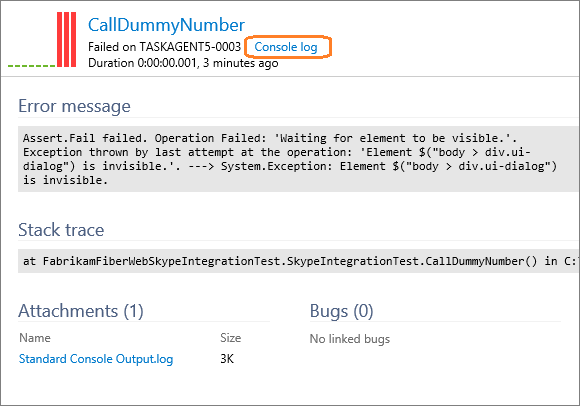 CallDummyNumber
Failed on TASKAGENT5-0003 Console log
Duration 0:00:00.001, 3 minutes ago
Error message
Assert.Fail failed. Operation Failed: 'Waiting for element to be visible.'.
Exception thrown by last attempt at the operation: 'Element $("body > div.ui-
dialog") is invisible.'. ---> System.Exception: Element $("body > div.ui-dialog")
is invisible.
Stack trace
at FabrikamFiberWebSkypeIntegrationTest.SkypeIntegrationTest.CallDummyNumber() in C:
Attachments (1) Bugs (0)
Name Size No linked bugs
Standard Console Output.log 3K